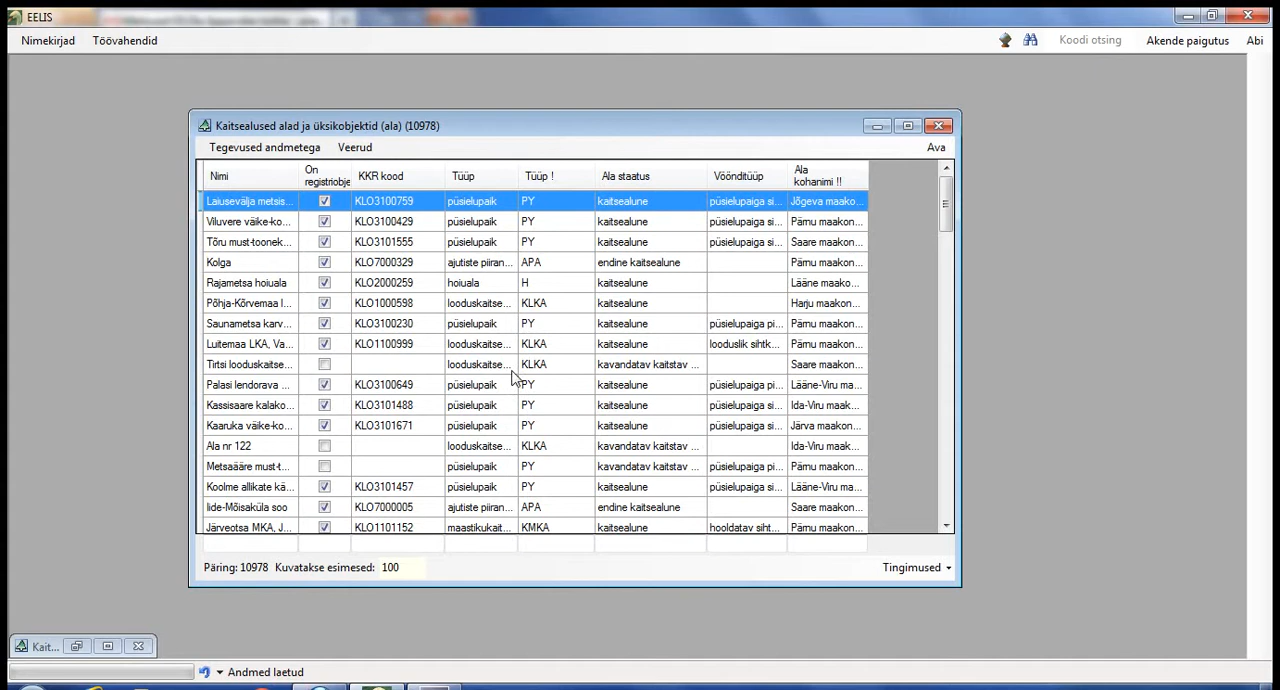 EELIS
Nimekirjad Töövahendid Koodi otsing Akende paigutus Abi
Kaitsealused alad ja üksikobjektid (ala) (10978)
Tegevused andmetega Veerud Ava
Nimi On registriobje KKR kood Tüüp Tüüp ! Ala staatus Vöönditüüp Ala kohanimi !!
Laiusevälja metsis... KLO3100759 püsielupaik PY kaitsealune püsielupaiga si... Jõgeva maako...
Viluvere väike-ko... KLO3100429 püsielupaik PY kaitsealune püsielupaiga si... Pärnu maakon...
Tõru must-toonek... KLO3101555 püsielupaik PY kaitsealune püsielupaiga si... Saare maakon...
Kolga KLO7000329 ajutiste piiran... APA endine kaitsealune Pärnu maakon...
Rajametsa hoiuala KLO2000259 hoiuala H kaitsealune Lääne maako...
Põhja-Kõrvemaa l... KLO1000598 looduskaitse... KLKA kaitsealune Harju maakon...
Saunametsa karv... KLO3100230 püsielupaik PY kaitsealune püsielupaiga pi... Pärnu maakon...
Luitemaa LKA, Va... KLO1100999 looduskaitse... KLKA kaitsealune looduslik sihtk... Pärnu maakon...
Tirtsi looduskaitse... looduskaitse... KLKA kavandatav kaitstav ... Saare maakon...
Palasi lendorava ... KLO3100649 püsielupaik PY kaitsealune püsielupaiga pi... Lääne-Viru ma...
Kassisaare kalako... KLO3101488 püsielupaik PY kaitsealune püsielupaiga si... Ida-Viru maak...
Kaaruka väike-ko... KLO3101671 püsielupaik PY kaitsealune püsielupaiga si... Järva maakon...
Ala nr 122 looduskaitse... KLKA kavandatav kaitstav ... Ida-Viru maak...
Metsaääre must-t... püsielupaik PY kavandatav kaitstav ... püsielupaiga pi... Pärnu maakon...
Koolme allikate kä... KLO3101457 püsielupaik PY kaitsealune püsielupaiga si... Lääne-Viru ma...
Iide-Mõisaküla soo KLO7000005 ajutiste piiran... APA endine kaitsealune Saare maakon...
Järveotsa MKA, J... KLO1101152 maastikukait... KMKA kaitsealune hooldatav siht... Pärnu maakon...
Päring: 10978 Kuvatakse esimesed: 100 Tingimused
Kait...
Andmed laetud